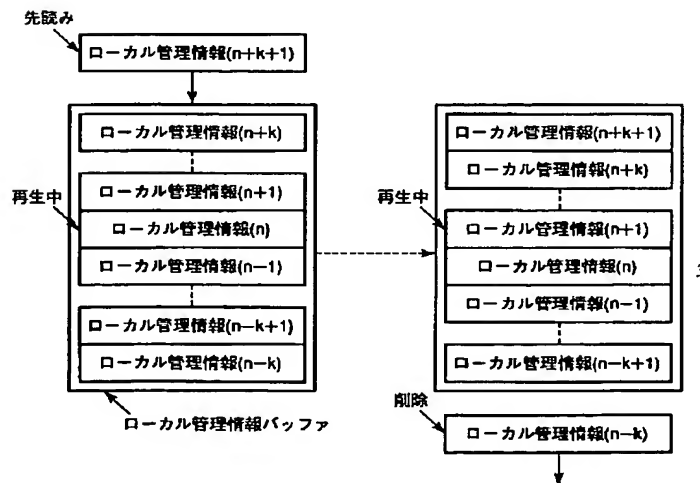 先読み
ローカル管理情報(n+k+1)
ローカル管理情報(n+k)
再生中
ローカル管理情報(n+1)
ローカル管理情報(n)
ローカル管理情報(n−1)
ローカル管理情報(n−k+1)
ローカル管理情報(n−k)
ローカル管理情報バッファ
ローカル管理情報(n+k+1)
ローカル管理情報(n+k)
再生中
ローカル管理情報(n+1)
ローカル管理情報(n)
ローカル管理情報(n−1)
ローカル管理情報(n−k+1)
削除
ローカル管理情報(n−k)